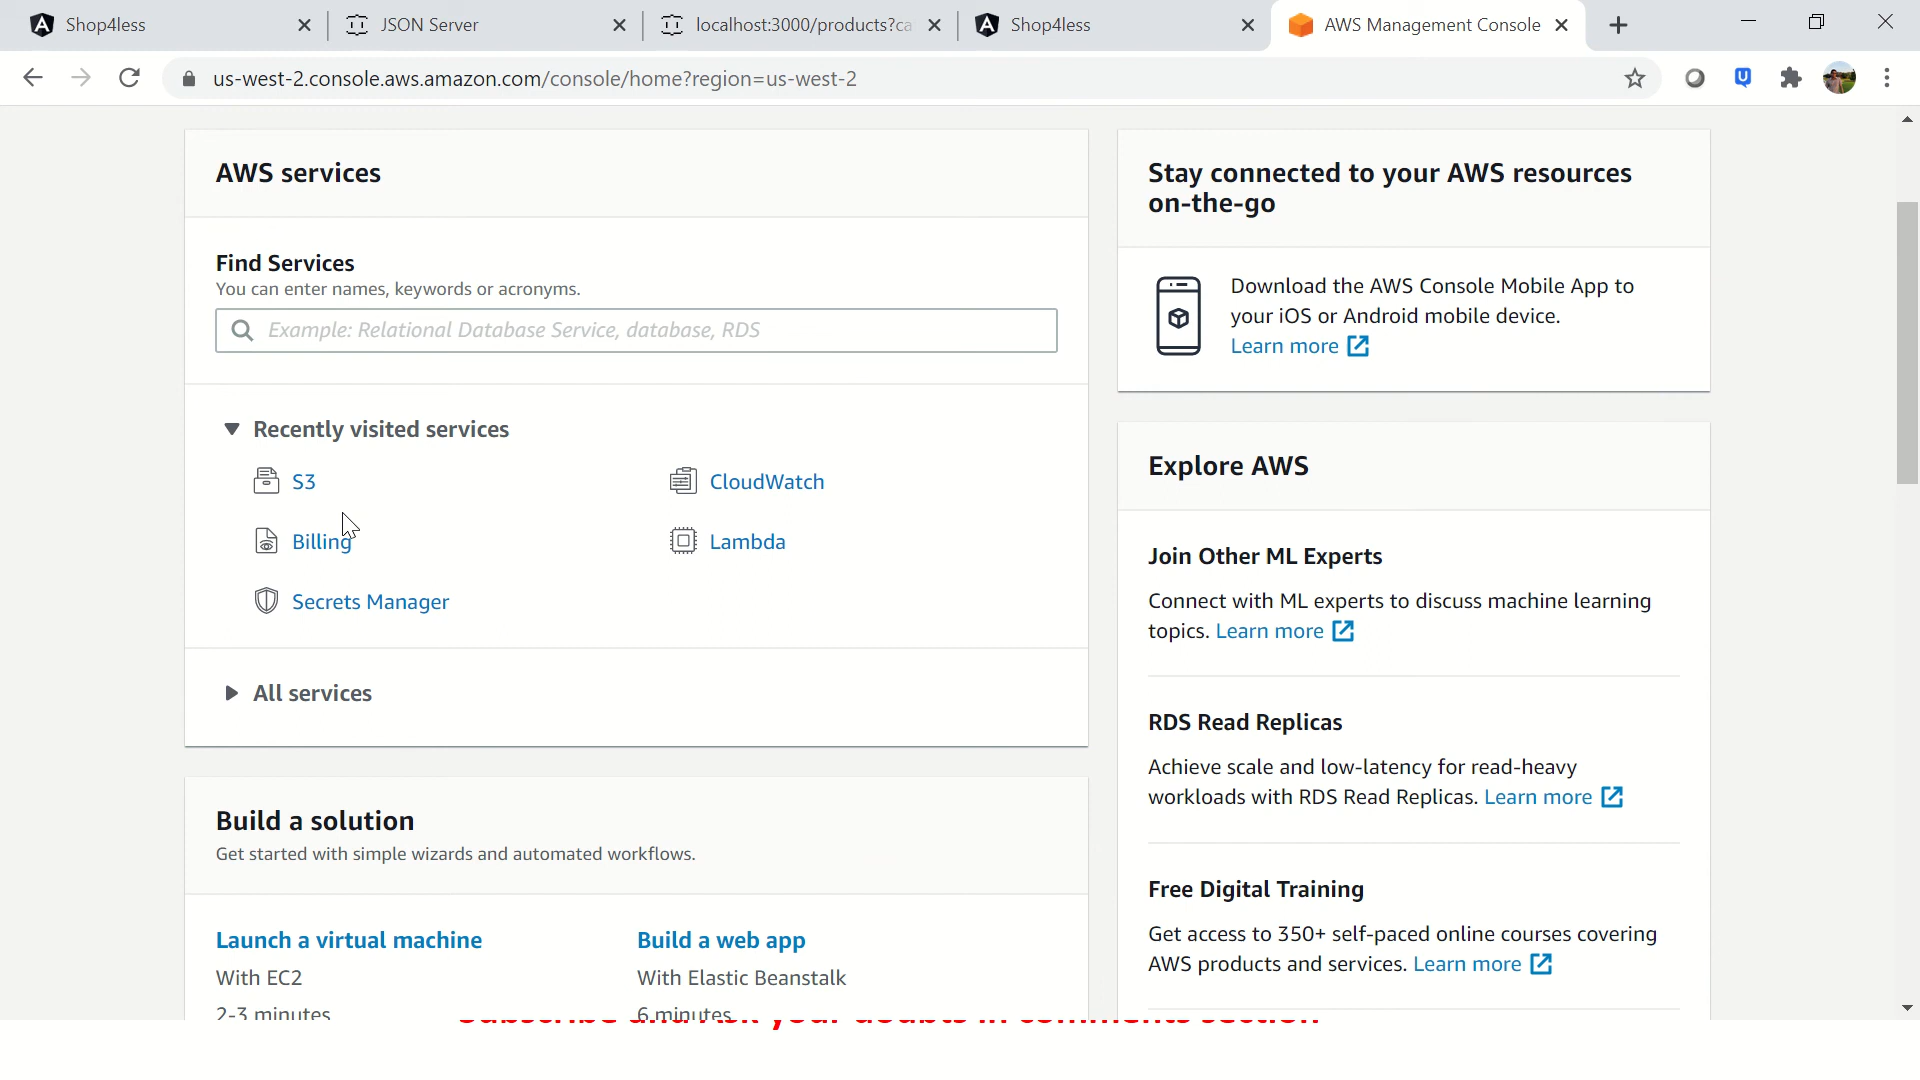 Shop4less
JSON Server
localhost:3000/products?ca
Shop4less
AWS Management Console
us-west-2.console.aws.amazon.com/console/home?region=us-west-2
AWS services
Find Services
You can enter names, keywords or acronyms.
Example: Relational Database Service, database, RDS
Recently visited services
S3
CloudWatch
Billing
Lambda
Secrets Manager
All services
Build a solution
Get started with simple wizards and automated workflows.
Launch a virtual machine
With EC2
2-3 minutes
Build a web app
With Elastic Beanstalk
6 minutes
Stay connected to your AWS resources
on-the-go
Download the AWS Console Mobile App to
your iOS or Android mobile device.
Learn more
Explore AWS
Join Other ML Experts
Connect with ML experts to discuss machine learning
topics. Learn more
RDS Read Replicas
Achieve scale and low-latency for read-heavy
workloads with RDS Read Replicas. Learn more
Free Digital Training
Get access to 350+ self-paced online courses covering
AWS products and services. Learn more